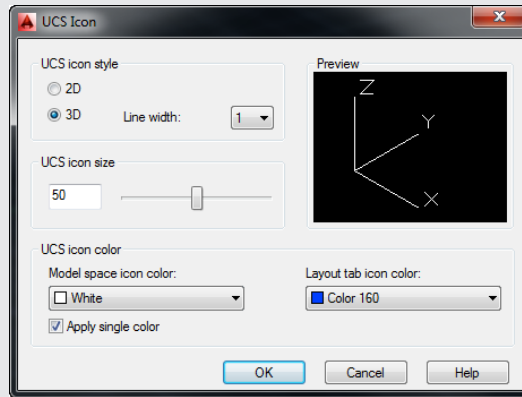 UCS Icon
UCS icon style
2D
3D
Line width:
1
Preview
Z
Y
X
UCS icon size
50
UCS icon color
Model space icon color:
White
Apply single color
Layout tab icon color:
Color 160
OK
Cancel
Help